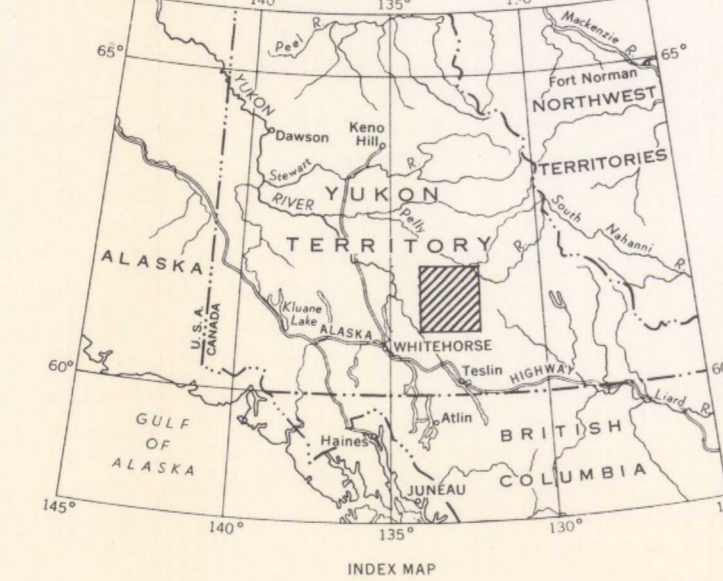 140°
135°
Mackenzie R.
65°
Peel R.
65°
Fort Norman
YUKON
NORTHWEST
Dawson
Keno
Hill
TERRITORIES
Stewart
R.
YUKON
RIVER
Pelly
R.
South
Nahanni
R.
TERRITORY
ALASKA
U.S.A.
CANADA
Kluane
Lake
ALASKA
WHITEHORSE
60°
Teslin
HIGHWAY
60
Liard R.
Atlin
GULF
OF
ALASKA
Haines
BRITISH
COLUMBIA
JUNEAU
145°
140°
135°
130°
INDEX MAP